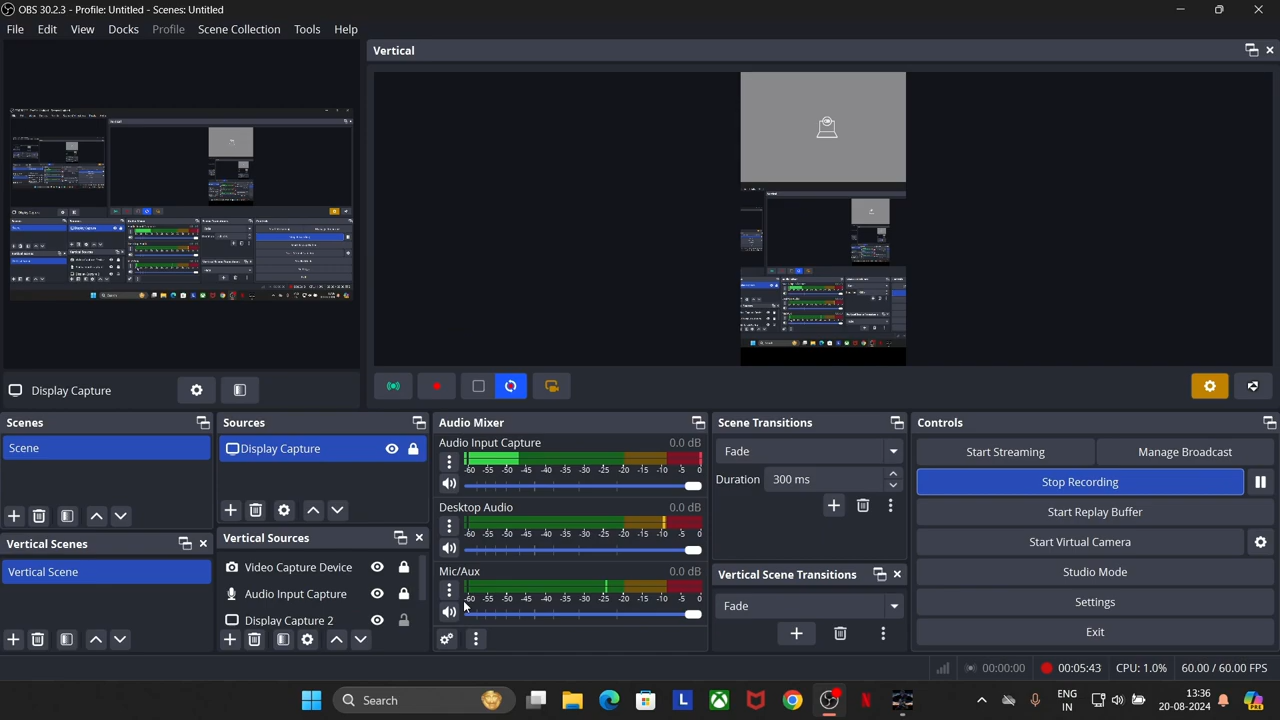 OBS 30.2.3 - Profile: Untitled - Scenes: Untitled
File Edit View Docks Profile Scene Collection Tools Help
Vertical
Display Capture
Scenes
Scene
Sources
Display Capture
Audio Mixer
Audio Input Capture 0.0 dB
-60 -55 -50 -45 -40 -35 -30 -25 -20 -15 -10 -5 0
Desktop Audio 0.0 dB
-60 -55 -50 -45 -40 -35 -30 -25 -20 -15 -10 -5 0
Mic/Aux 0.0 dB
-60 -55 -50 -45 -40 -35 -30 -25 -20 -15 -10 -5 0
Scene Transitions
Fade
Duration 300 ms
Controls
Start Streaming Manage Broadcast
Stop Recording
Start Replay Buffer
Start Virtual Camera
Studio Mode
Settings
Exit
Vertical Scenes
Vertical Scene
Vertical Sources
Video Capture Device
Audio Input Capture
Display Capture 2
Vertical Scene Transitions
Fade
00:00:00 00:05:43 CPU: 1.0% 60.00 / 60.00 FPS
Search
ENG
IN
13:36
20-08-2024